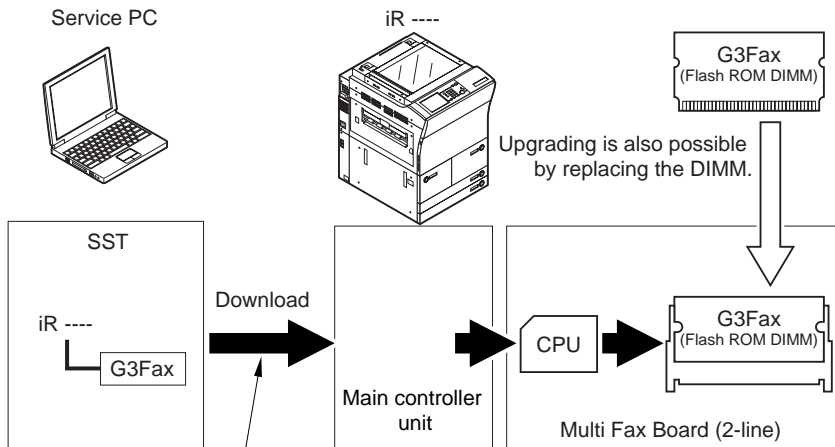 Service PC
iR ----
G3Fax
(Flash ROM DIMM)
Upgrading is also possible
by replacing the DIMM.
SST
iR ----
G3Fax
Download
Main controller
unit
CPU
G3Fax
(Flash ROM DIMM)
Multi Fax Board (2-line)